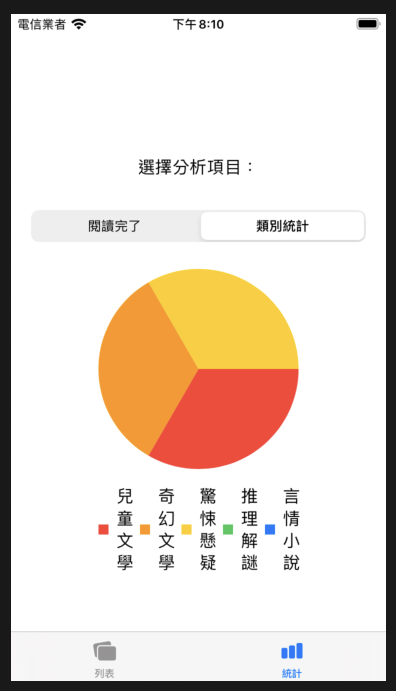 電信業者
下午8:10
選擇分析項目：
閱讀完了
類別統計
兒童文學
奇幻文學
驚悚懸疑
推理解謎
言情小說
列表
統計